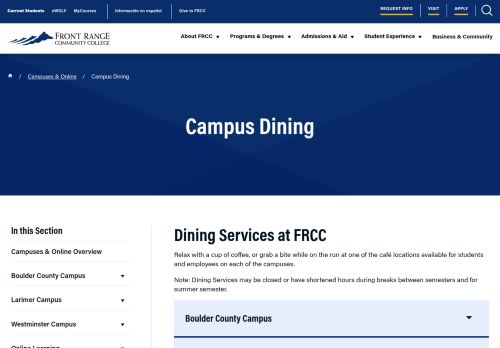 Current Students eWOLF MyCourses Información en español Give to FRCC REQUEST INFO VISIT APPLY
FRONT RANGE
COMMUNITY COLLEGE
About FRCC Programs & Degrees Admissions & Aid Student Experience Business & Community
/ Campuses & Online / Campus Dining
Campus Dining
In this Section
Campuses & Online Overview
Boulder County Campus
Larimer Campus
Westminster Campus
Online Learning
Dining Services at FRCC
Relax with a cup of coffee, or grab a bite while on the run at one of the café locations available for students
and employees on each of the campuses.
Note: Dining Services may be closed or have shortened hours during breaks between semesters and for
summer semester.
Boulder County Campus